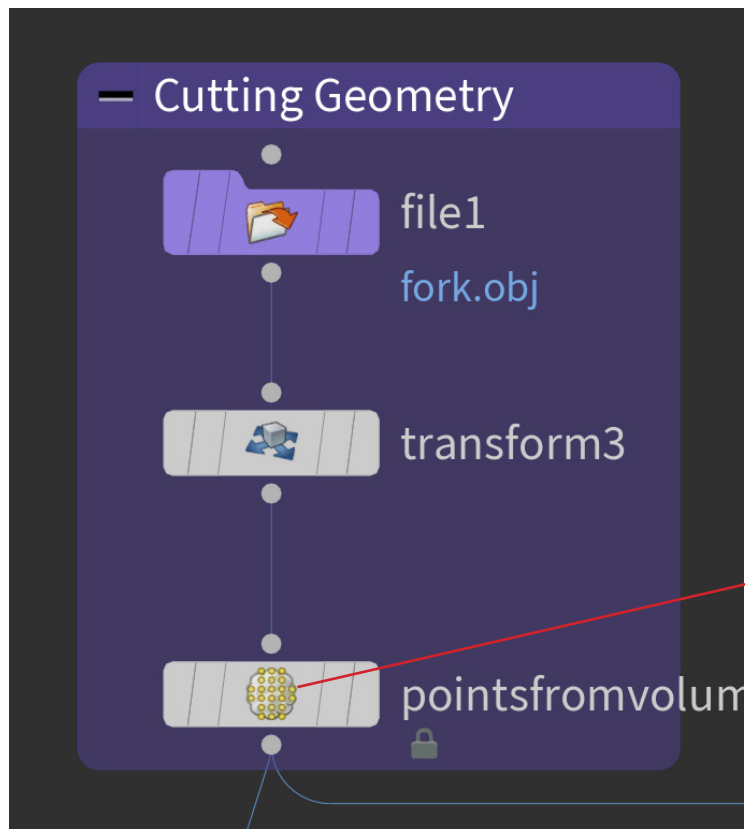 Cutting Geometry
file1
fork.obj
transform3
pointsfromvolum